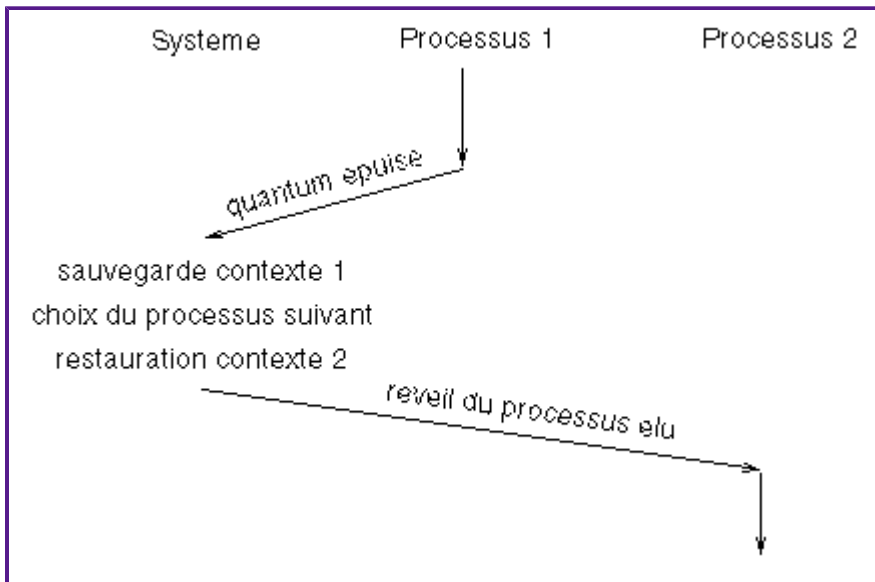 Systeme Processus 1 Processus 2
quantum epuise
sauvegarde contexte 1
choix du processus suivant
restauration contexte 2
reveil du processus elu